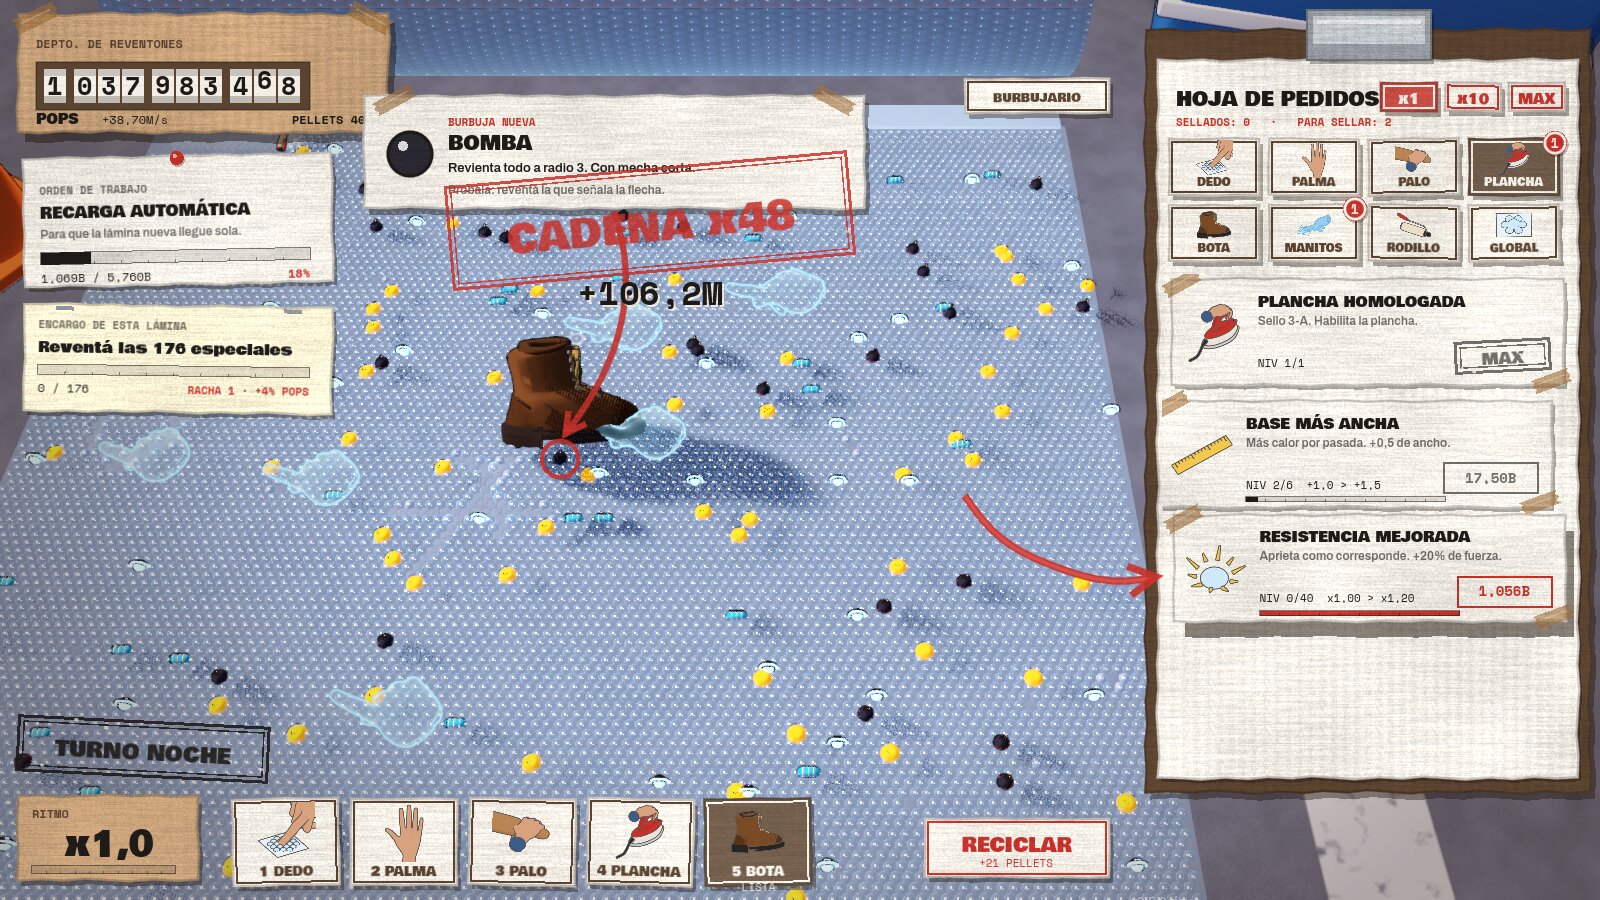 DEPTO. DE REVENTONES
1 037 983 468
POPS +38,70M/s PELLETS 40
ORDEN DE TRABAJO
RECARGA AUTOMÁTICA
Para que la lámina nueva llegue sola.
1,069B / 5,760B 18%
ENCARGO DE ESTA LÁMINA
Reventá las 176 especiales
0 / 176 RACHA 1 · +4% POPS
BURBUJA NUEVA
BOMBA
Revienta todo a radio 3. Con mecha corta.
Probala: reventá la que señala la flecha.
CADENA x48
+106,2M
BURBUJARIO
HOJA DE PEDIDOS x1 x10 MAX
SELLADOS: 0 · PARA SELLAR: 2
DEDO
PALMA
PALO
PLANCHA
1
BOTA
MANITOS
1
RODILLO
GLOBAL
PLANCHA HOMOLOGADA
Sello 3-A. Habilita la plancha.
NIV 1/1
MAX
BASE MÁS ANCHA
Más calor por pasada. +0,5 de ancho.
NIV 2/6 +1,0 > +1,5
17,50B
RESISTENCIA MEJORADA
Aprieta como corresponde. +20% de fuerza.
NIV 0/40 x1,00 > x1,20
1,056B
TURNO NOCHE
RITMO
x1,0
1 DEDO
2 PALMA
3 PALO
4 PLANCHA
5 BOTA
LISTA
RECICLAR
+21 PELLETS